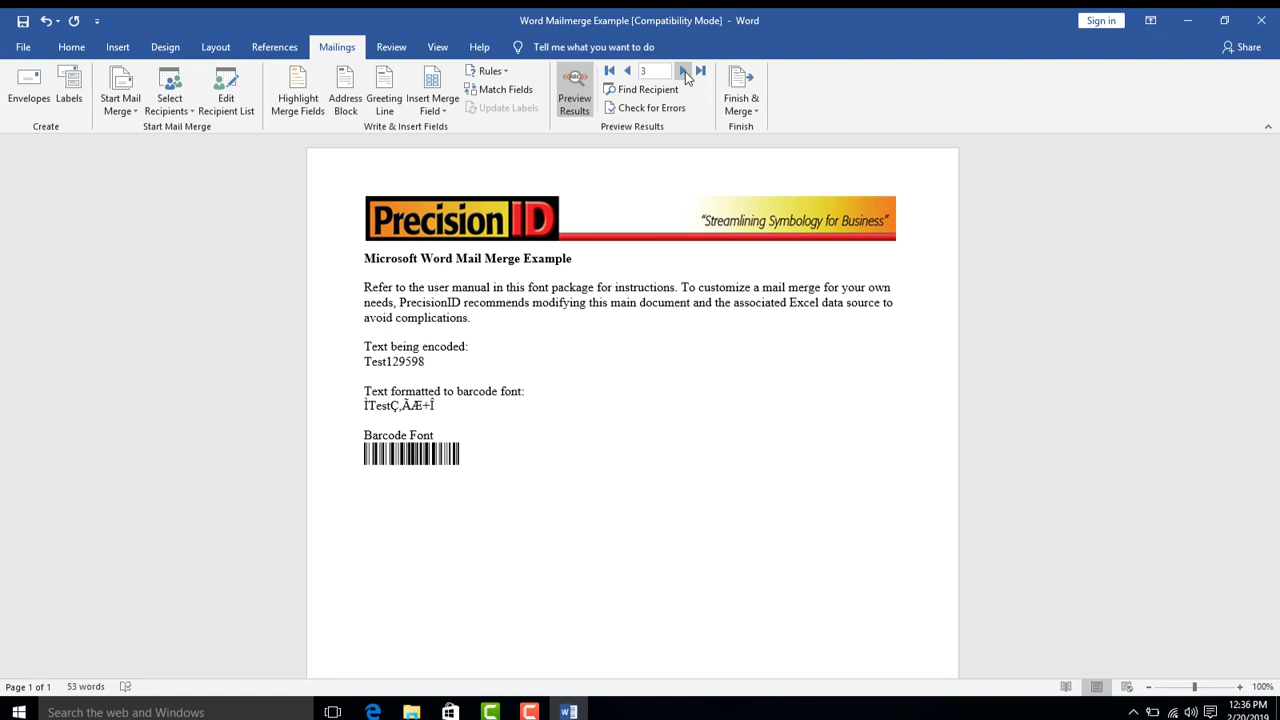 Word Mailmerge Example [Compatibility Mode] - Word
Sign in
File Home Insert Design Layout References Mailings Review View Help Tell me what you want to do Share
Envelopes
Labels
Create
Start Mail Merge
Select Recipients
Edit Recipient List
Start Mail Merge
Highlight Merge Fields
Address Block
Greeting Line
Insert Merge Field
Rules
Match Fields
Update Labels
Write & Insert Fields
ABC
Preview Results
3
Find Recipient
Check for Errors
Preview Results
Finish & Merge
Finish
PrecisionID
“Streamlining Symbology for Business”
Microsoft Word Mail Merge Example
Refer to the user manual in this font package for instructions. To customize a mail merge for your own
needs, PrecisionID recommends modifying this main document and the associated Excel data source to
avoid complications.
Text being encoded:
Test129598
Text formatted to barcode font:
ÌTestÇ,ÃÆ+Î
Barcode Font
Page 1 of 1 53 words
100%
Search the web and Windows
12:36 PM
2/20/2019